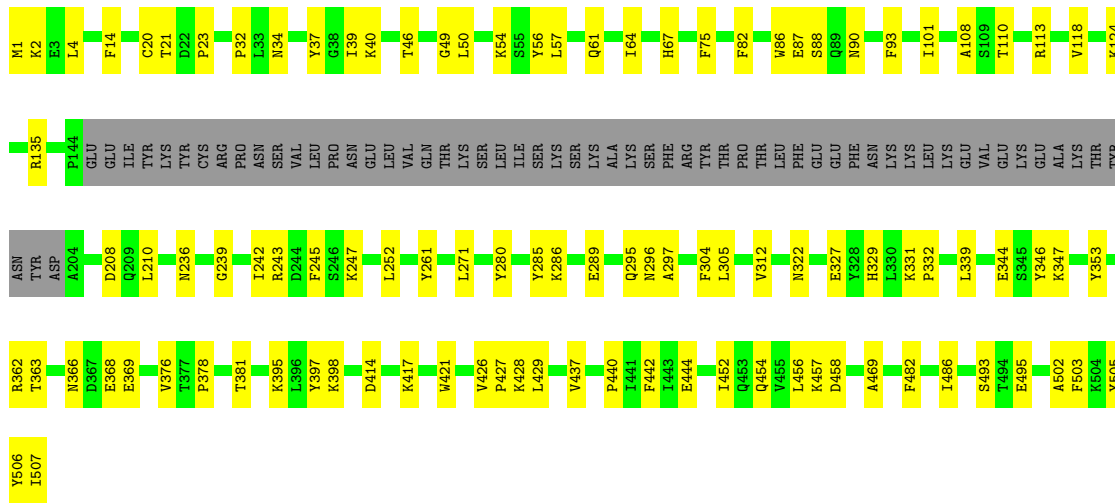 M1 K2 E3 L4 F14 C20 T21 D22 P23 P32 L33 N34 Y37 G38 I39 K40 T46 G49 L50 K54 S55 Y56 L57 Q61 I64 H67 F75 F82 W86 E87 S88 Q89 N90 F93 I101 A108 S109 T110 R113 V118
R135 P144 GLU GLU ILE TYR LYS TYR CYS ARG PRO ASN SER VAL LEU PRO ASN GLU LEU VAL GLN THR LYS SER LEU ILE SER LYS SER LYS ALA LYS SER PHE ARG TYR THR PRO THR LEU PHE GLU GLU PHE ASN LYS LYS LEU LYS GLU VAL LYS GLU ALA LYS THR TYR
ASN TYR ASP A204 D208 Q209 L210 N236 G239 I242 R243 D244 F245 S246 K247 L252 Y261 L271 Y280 Y285 K286 E289 Q295 N296 A297 F304 L305 V312 N322 E327 Y328 H329 L330 K331 P332 L339 E344 S345 Y346 K347 Y353
R362 T363 N366 D367 E368 E369 V376 T377 P378 T381 K395 L396 Y397 K398 D414 K417 W421 V426 P427 K428 L429 V437 P440 I441 F442 I443 E444 I452 Q453 Q454 V455 L456 K457 D458 A469 F482 I486 S493 T494 E495 A502 F503 K504
Y506 I507